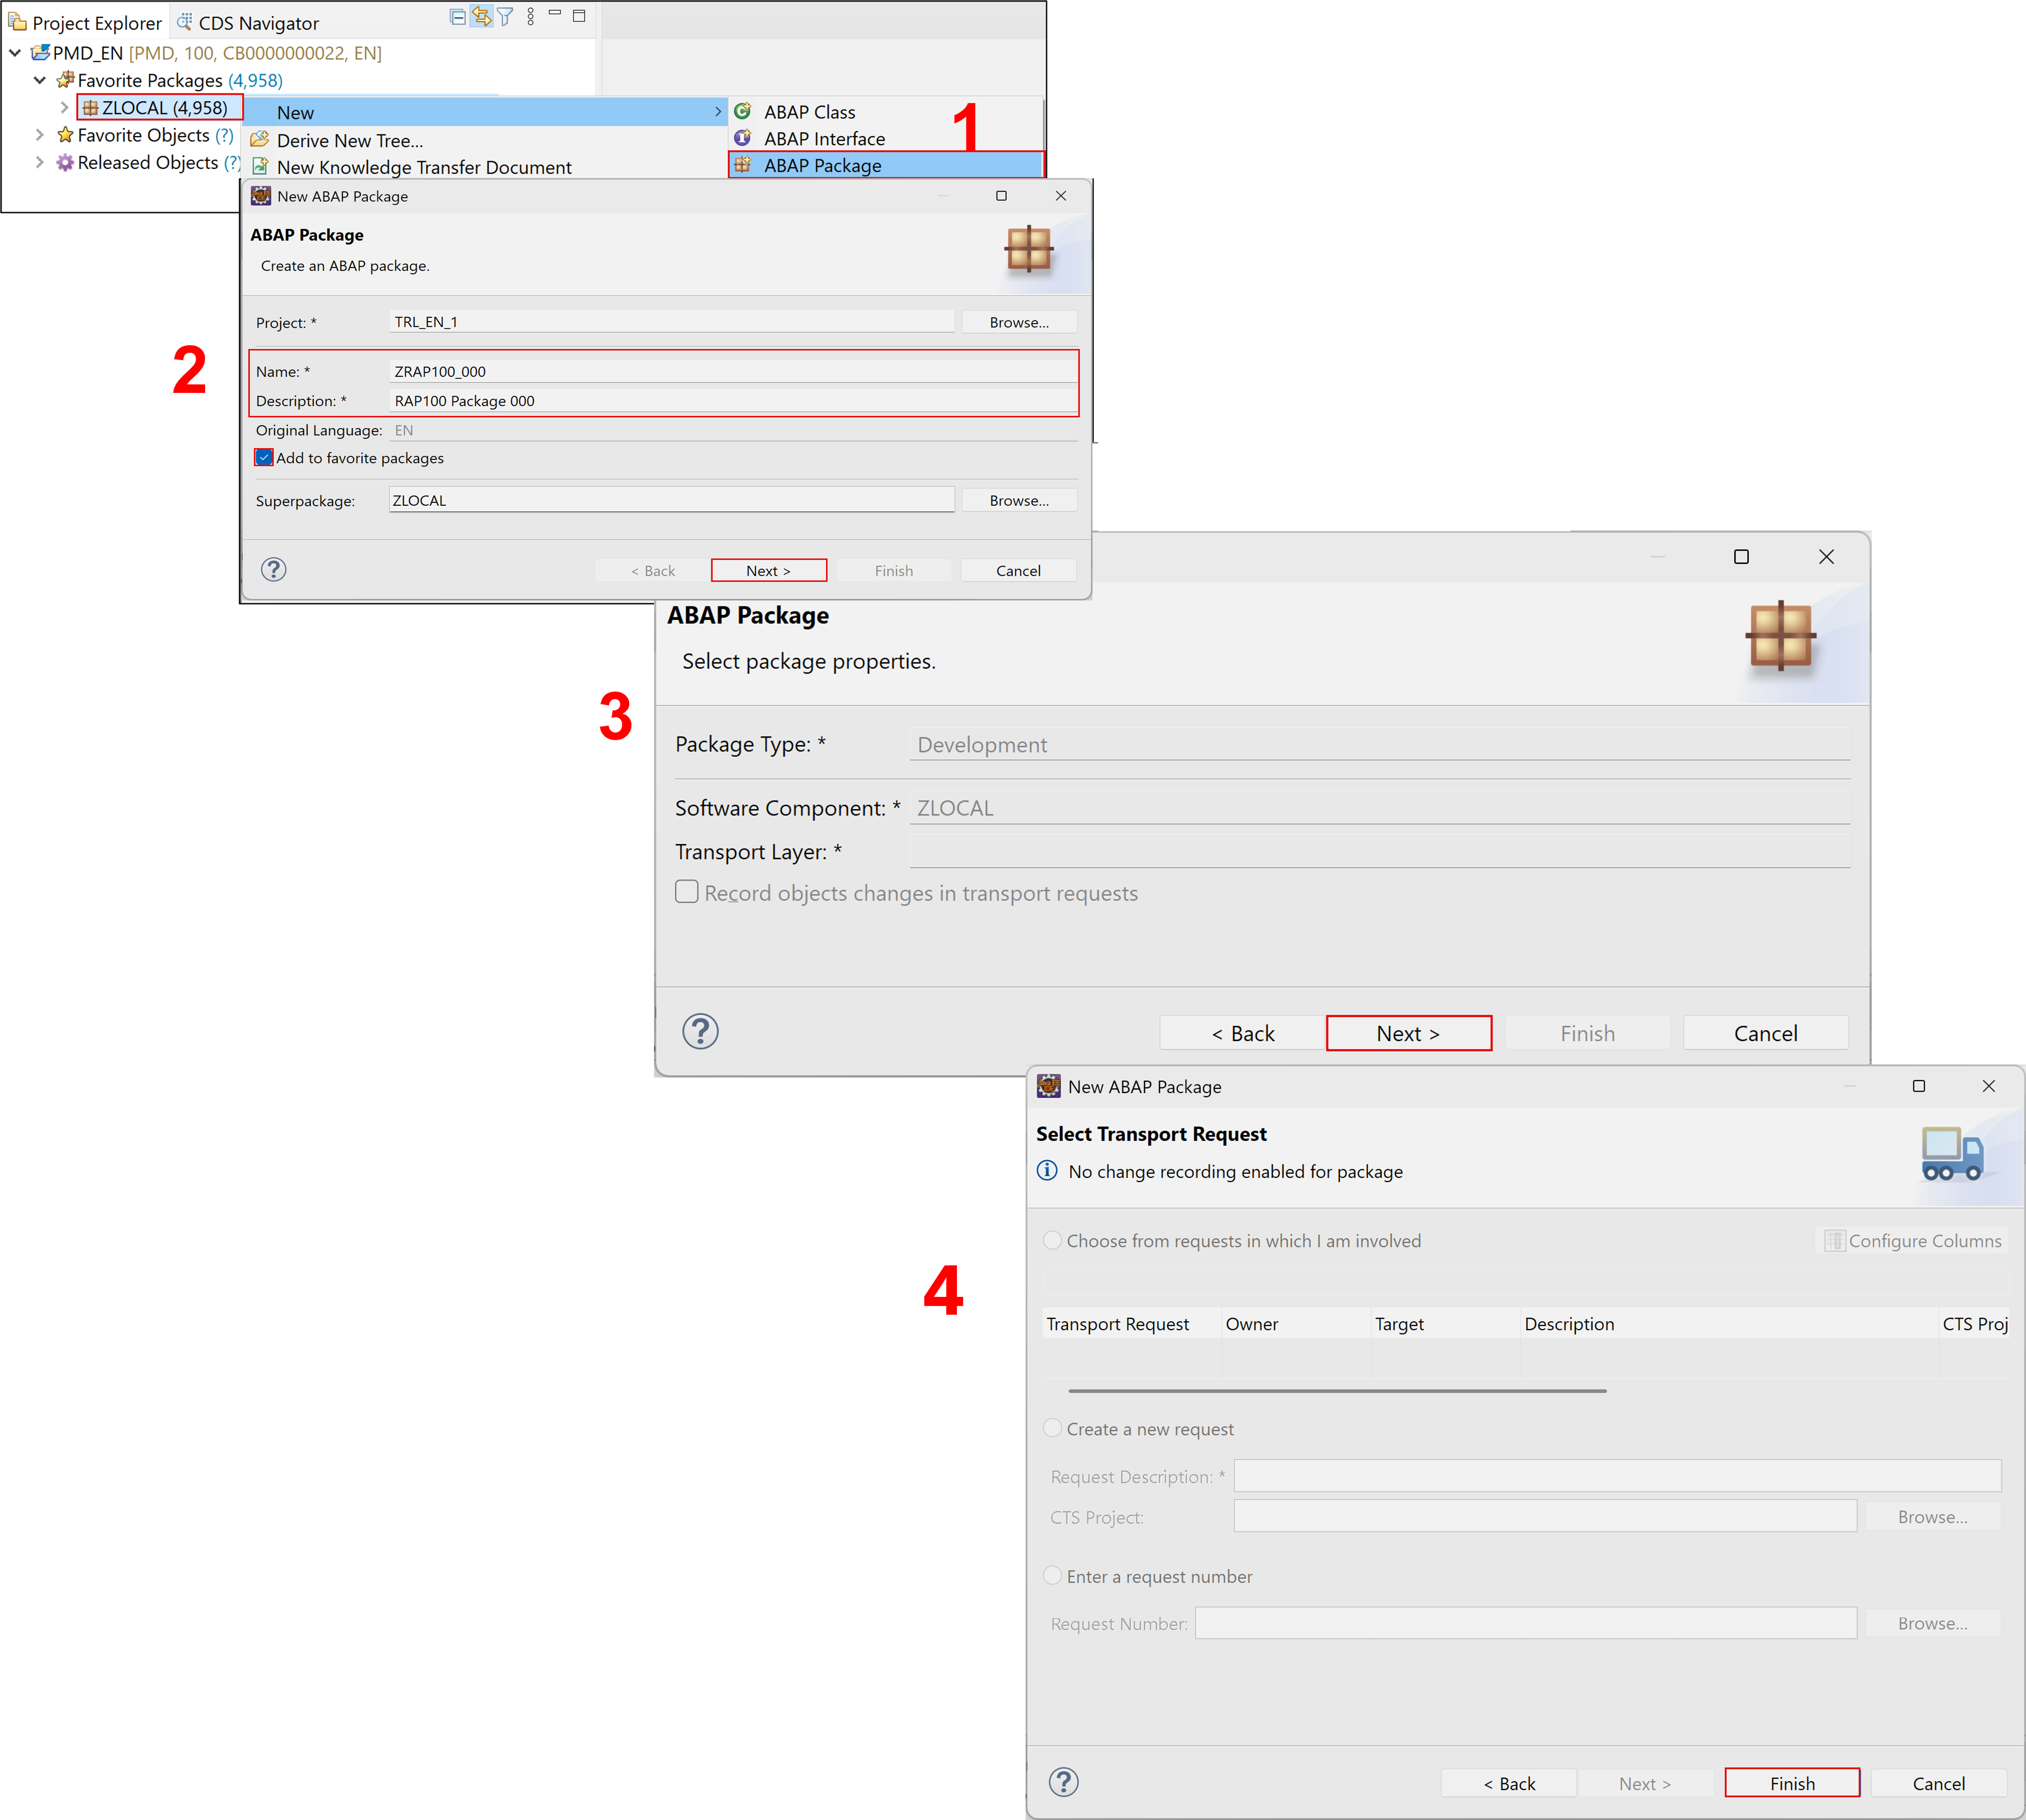 Project Explorer CDS Navigator
PMD_EN [PMD, 100, CB0000000022, EN]
Favorite Packages (4,958)
ZLOCAL (4,958)
Favorite Objects (?)
Released Objects (?)
New
Derive New Tree...
New Knowledge Transfer Document
ABAP Class
ABAP Interface
ABAP Package
1
New ABAP Package
ABAP Package
Create an ABAP package.
Project: * TRL_EN_1 Browse...
2
Name: * ZRAP100_000
Description: * RAP100 Package 000
Original Language: EN
Add to favorite packages
Superpackage: ZLOCAL Browse...
? < Back Next > Finish Cancel
ABAP Package
Select package properties.
3
Package Type: * Development
Software Component: * ZLOCAL
Transport Layer: *
Record objects changes in transport requests
? < Back Next > Finish Cancel
New ABAP Package
Select Transport Request
No change recording enabled for package
4
Choose from requests in which I am involved Configure Columns
Transport Request Owner Target Description CTS Proj
Create a new request
Request Description: *
CTS Project: Browse...
Enter a request number
Request Number: Browse...
? < Back Next > Finish Cancel